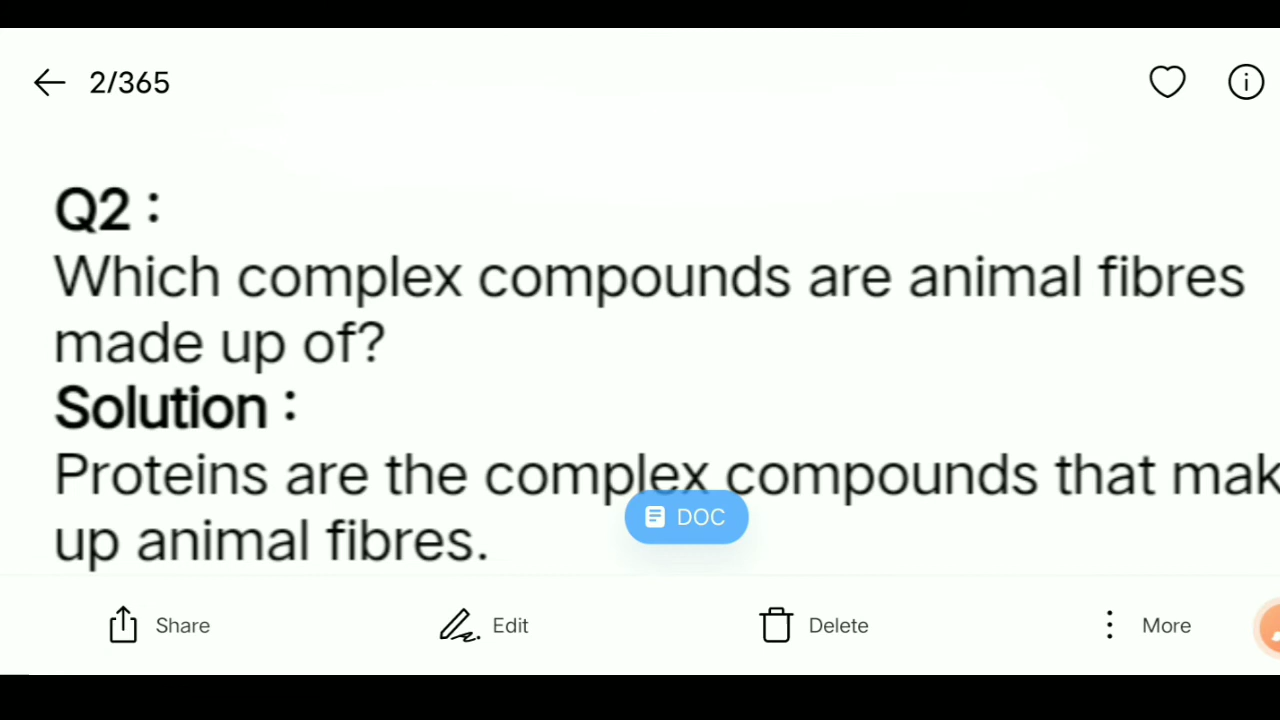 2/365
Q2 :
Which complex compounds are animal fibres
made up of?
Solution :
Proteins are the complex compounds that mak
up animal fibres.
DOC
Share
Edit
Delete
More